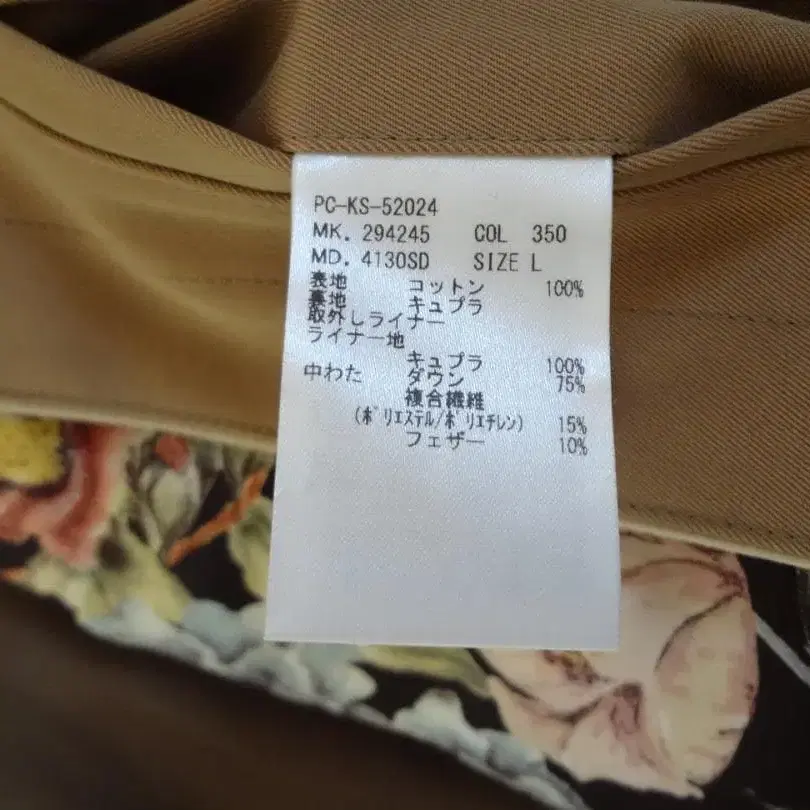 PC-KS-52024
MK. 294245 COL 350
MD. 4130SD SIZE L
表地 コットン 100%
裏地 キュプラ
取外しライナー
ライナー地
キュプラ 100%
中わた ダウン 75%
複合繊維
(ポリエステル/ポリエチレン) 15%
フェザー 10%